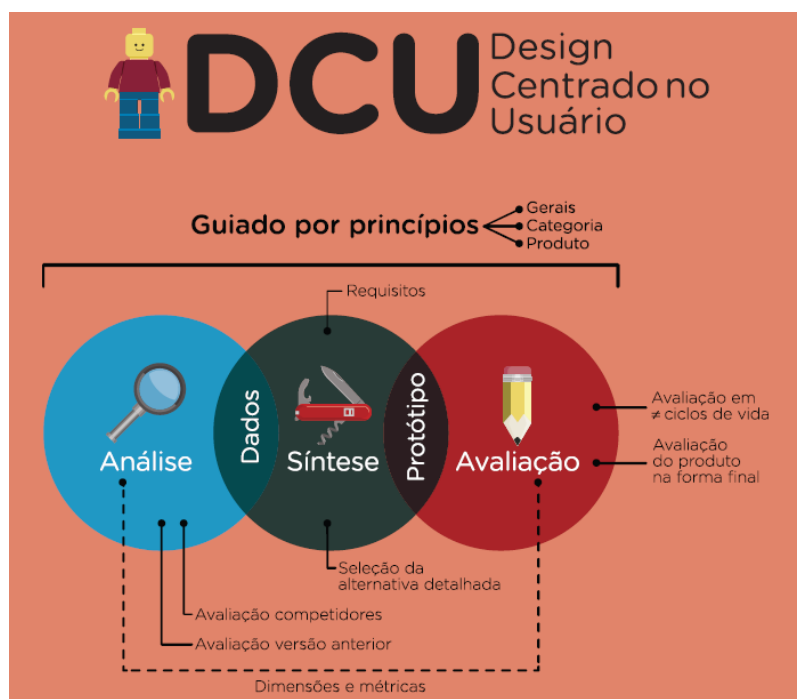 DCU
Design
Centrado no
Usuário
Guiado por princípios
Gerais
Categoria
Produto
Requisitos
Análise
Dados
Síntese
Protótipo
Avaliação
Avaliação em
≠ ciclos de vida
Avaliação
do produto
na forma final
Seleção da
alternativa detalhada
Avaliação competidores
Avaliação versão anterior
Dimensões e métricas